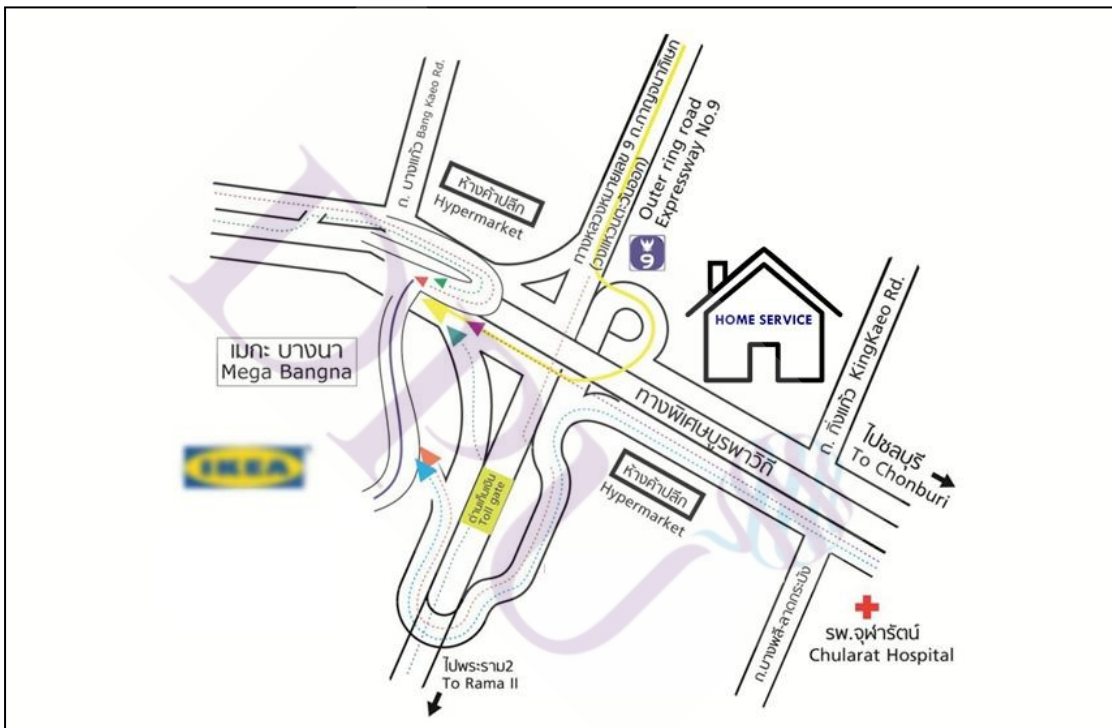 ถ. บางแก้ว Bang Kaeo Rd.
ห้างค้าปลีก
Hypermarket
ทางหลวงหมายเลข 9 ถ.กาญจนาภิเษก
(วงแหวนตะวันออก)
Outer ring road
Expressway No.9
9
HOME SERVICE
ถ. กิ่งแก้ว KingKaeo Rd.
เมกะ บางนา
Mega Bangna
ทางพิเศษบูรพาวิถี
ไปชลบุรี
To Chonburi
IKEA
ด่านเก็บเงิน
Toll gate
ห้างค้าปลีก
Hypermarket
ถ.บางพลี-ลาดกระบัง
รพ.จุฬารัตน์
Chularat Hospital
ไปพระราม2
To Rama II
DPU